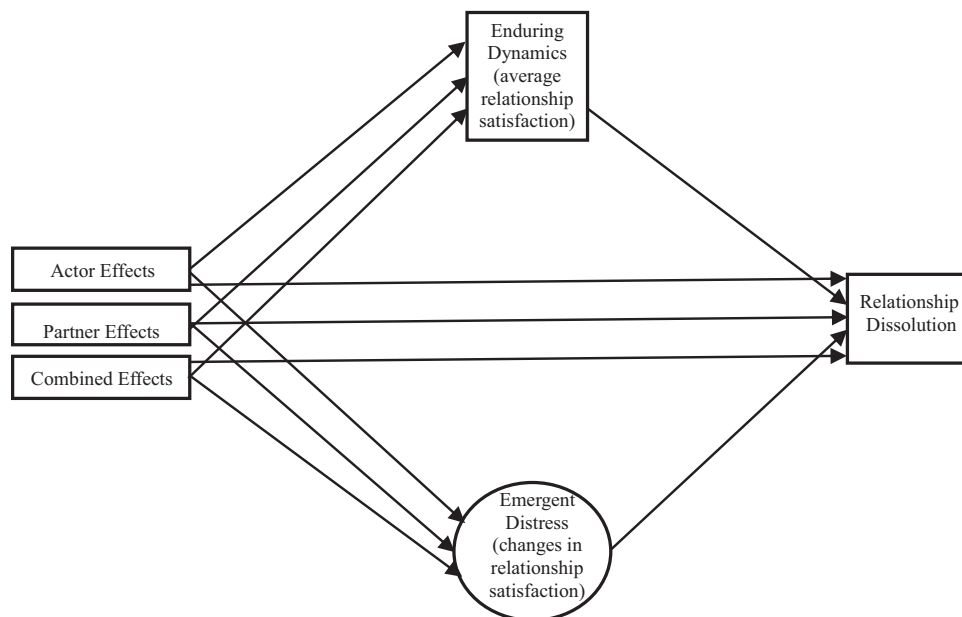 Enduring
Dynamics
(average
relationship
satisfaction)
Actor Effects
Partner Effects
Combined Effects
Relationship
Dissolution
Emergent
Distress
(changes in
relationship
satisfaction)